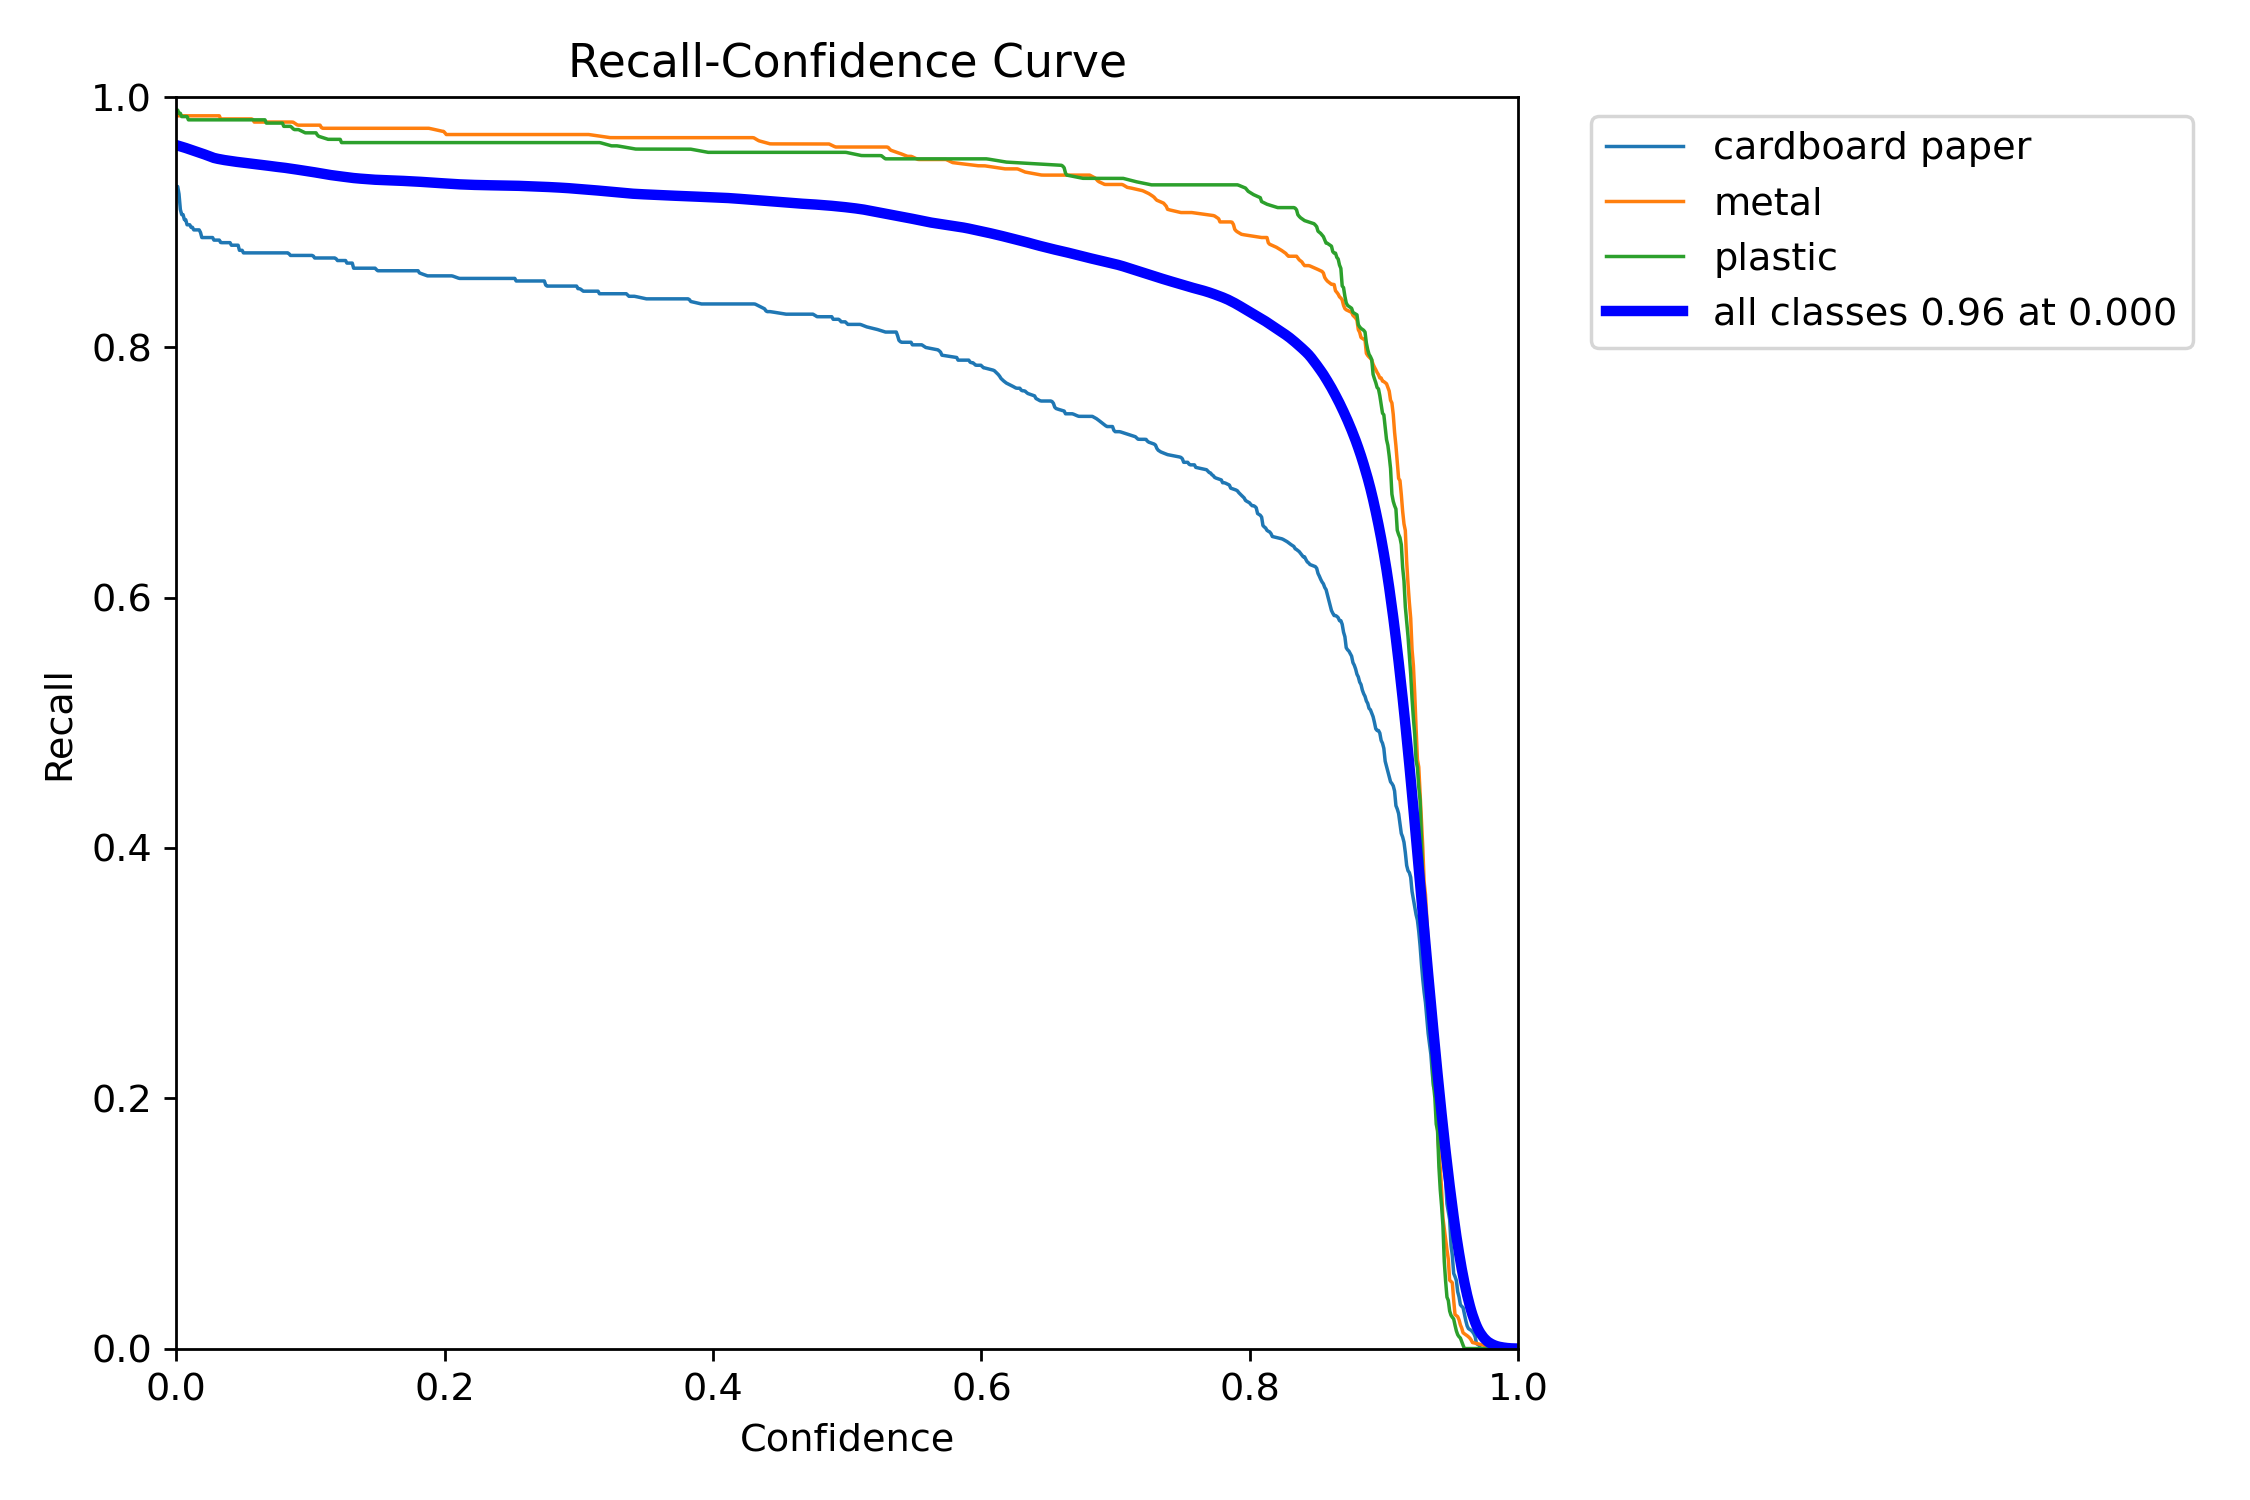 Recall-Confidence Curve
1.0
0.8
0.6
0.4
0.2
0.0
Recall
0.0 0.2 0.4 0.6 0.8 1.0
Confidence
cardboard paper
metal
plastic
all classes 0.96 at 0.000